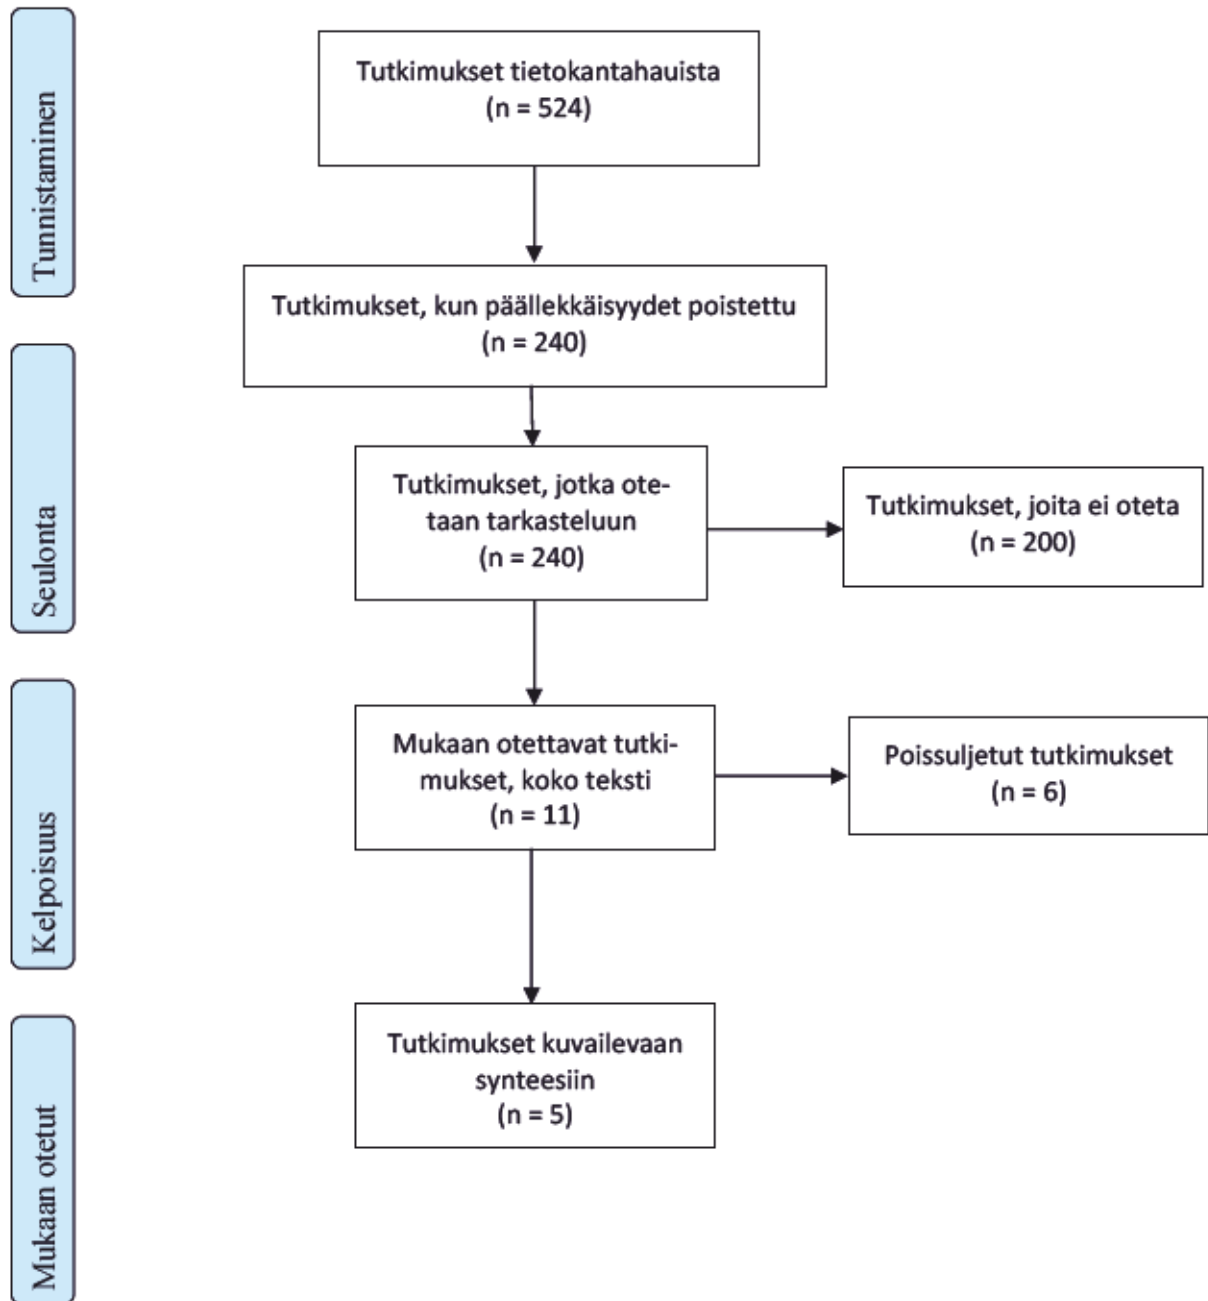 Tunnistaminen
Tutkimukset tietokantahauista
(n = 524)
Tutkimukset, kun päällekkäisyydet poistettu
(n = 240)
Seulonta
Tutkimukset, jotka ote-
taan tarkasteluun
(n = 240)
Tutkimukset, joita ei oteta
(n = 200)
Kelpoisuus
Mukaan otettavat tutki-
mukset, koko teksti
(n = 11)
Poissuljetut tutkimukset
(n = 6)
Mukaan otetut
Tutkimukset kuvailevaan
synteesiin
(n = 5)